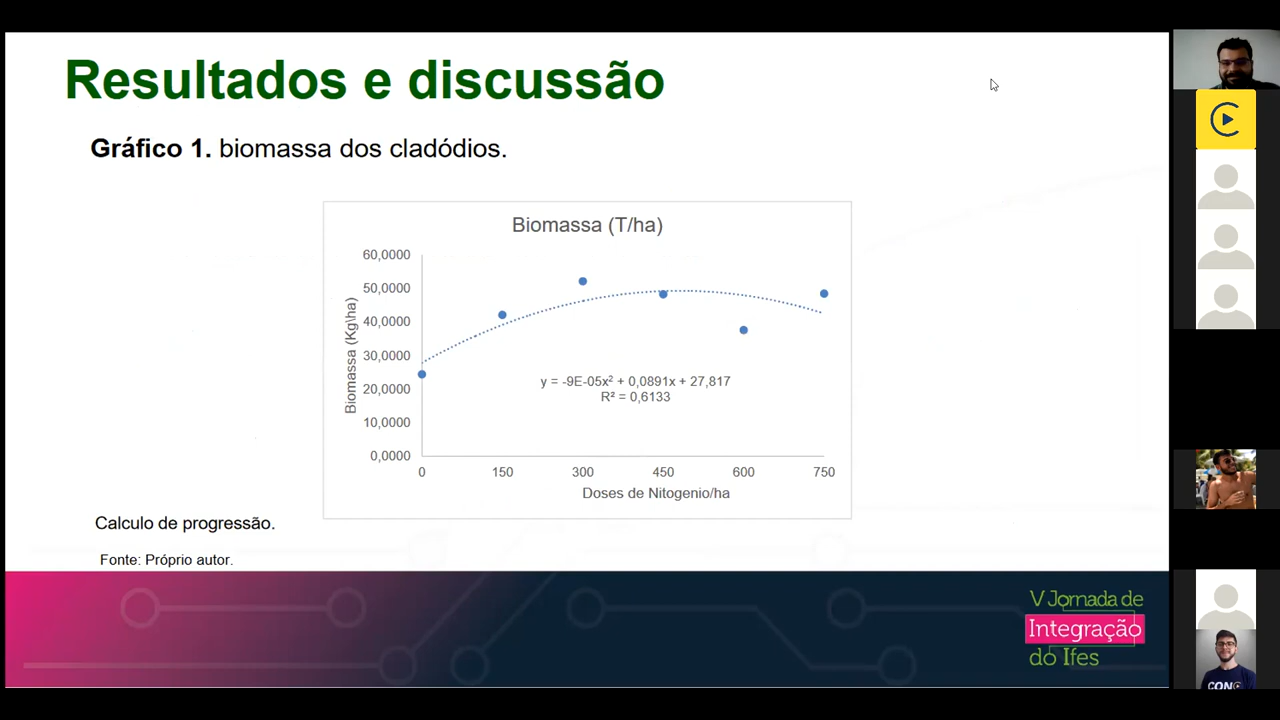 Resultados e discussão
Gráfico 1. biomassa dos cladódios.
Biomassa (T/ha)
60,0000
50,0000
40,0000
30,0000
20,0000
10,0000
0,0000
Biomassa (Kg\ha)
y = -9E-05x² + 0,0891x + 27,817
R² = 0,6133
0 150 300 450 600 750
Doses de Nitogenio/ha
Calculo de progressão.
Fonte: Próprio autor.
V Jornada de
Integração
do Ifes